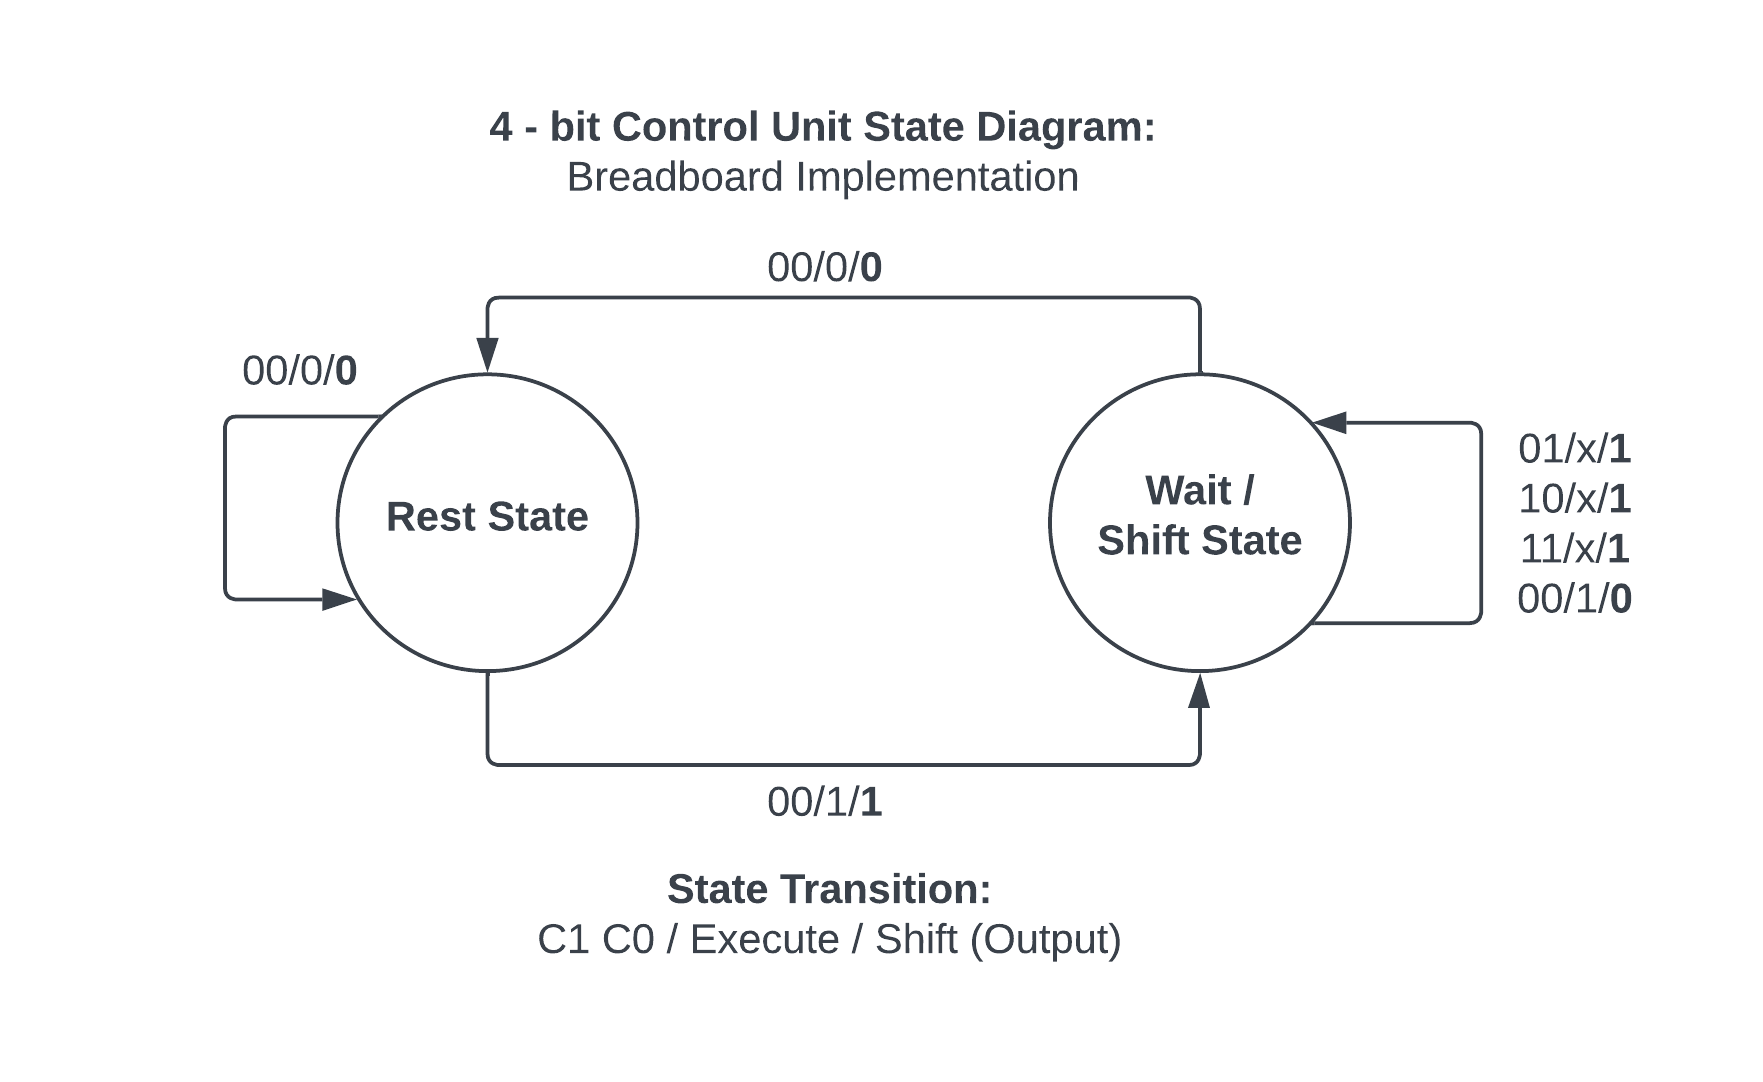 4 - bit Control Unit State Diagram:
Breadboard Implementation
00/0/0
00/0/0
Rest State
Wait /
Shift State
01/x/1
10/x/1
11/x/1
00/1/0
00/1/1
State Transition:
C1 C0 / Execute / Shift (Output)